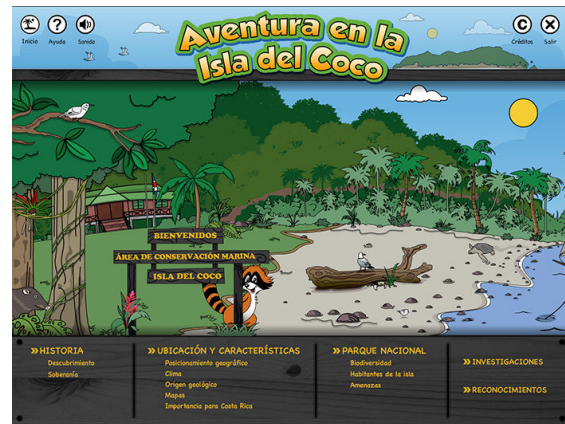 Aventura en la
Isla del Coco
Inicio
Ayuda
Sonido
Créditos
Salir
BIENVENIDOS
ÁREA DE CONSERVACIÓN MARINA
ISLA DEL COCO
»HISTORIA
Descubrimiento
Soberanía
»UBICACIÓN Y CARACTERÍSTICAS
Posicionamiento geográfico
Clima
Origen geológico
Mapas
Importancia para Costa Rica
»PARQUE NACIONAL
Biodiversidad
Habitantes de la isla
Amenazas
»INVESTIGACIONES
»RECONOCIMIENTOS